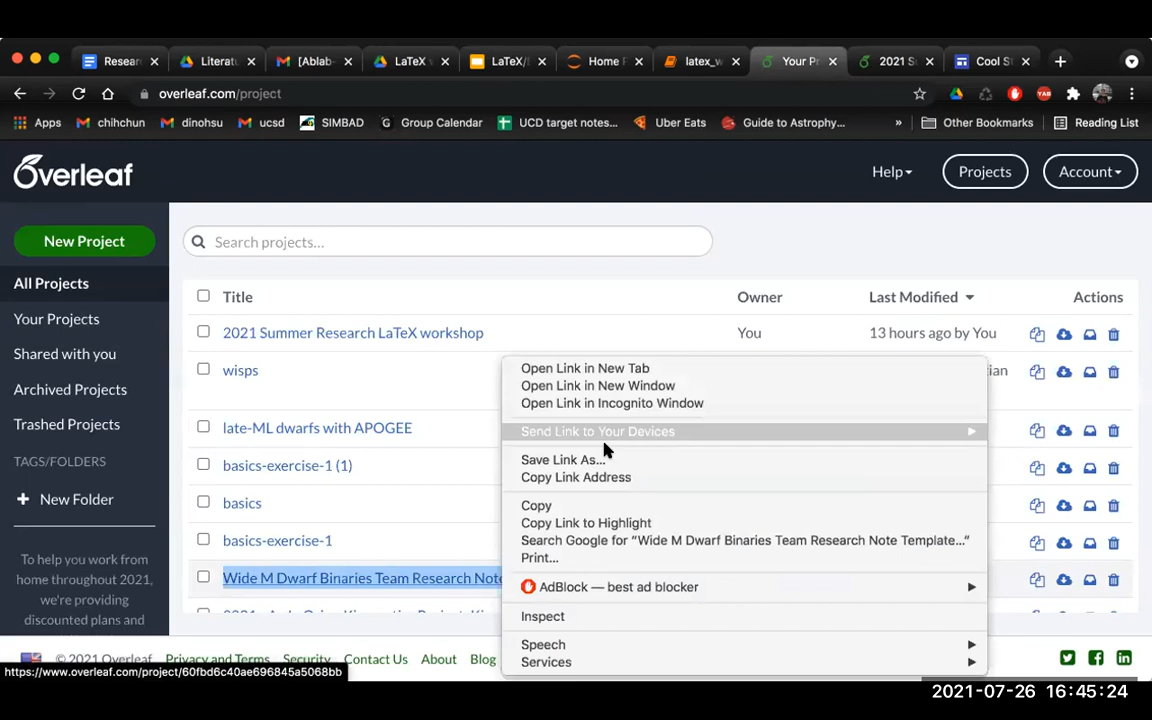 Resear
Literatu
[Ablab-
LaTeX w
LaTeX/
Home F
latex_w
Your Pr
2021 S
Cool St
overleaf.com/project
YAB
Apps
chihchun
dinohsu
ucsd
SIMBAD
Group Calendar
UCD target notes...
Uber Eats
Guide to Astrophy...
»
Other Bookmarks
Reading List
Overleaf
Help
Projects
Account
New Project
Search projects...
All Projects
Your Projects
Shared with you
Archived Projects
Trashed Projects
TAGS/FOLDERS
New Folder
To help you work from
home throughout 2021,
we're providing
discounted plans and
Title
Owner
Last Modified
Actions
2021 Summer Research LaTeX workshop
You
13 hours ago by You
wisps
ian
late-ML dwarfs with APOGEE
basics-exercise-1 (1)
basics
basics-exercise-1
Wide M Dwarf Binaries Team Research Note
Open Link in New Tab
Open Link in New Window
Open Link in Incognito Window
Send Link to Your Devices
Save Link As...
Copy Link Address
Copy
Copy Link to Highlight
Search Google for “Wide M Dwarf Binaries Team Research Note Template...”
Print...
AdBlock — best ad blocker
Inspect
Speech
Services
© 2021 Overleaf
Privacy and Terms
Security
Contact Us
About
Blog
https://www.overleaf.com/project/60fbd6c40ae696845a5068bb
2021-07-26 16:45:24